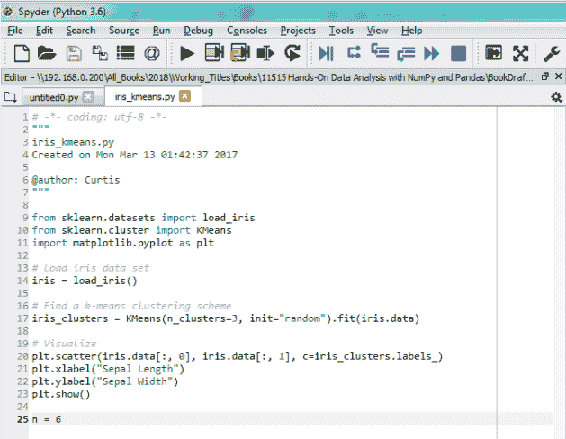 Spyder (Python 3.6)
File Edit Search Source Run Debug Consoles Projects Tools View Help
Editor - \\192.168.0.200\All_Books\2018\Working_Titles\Books\11515 Hands-On Data Analysis with NumPy and Pandas\BookDraf...
untitled0.py iris_kmeans.py
1 # -*- coding: utf-8 -*-
2 """
3 iris_kmeans.py
4 Created on Mon Mar 13 01:42:37 2017
5
6 @author: Curtis
7 """
8
9 from sklearn.datasets import load_iris
10 from sklearn.cluster import KMeans
11 import matplotlib.pyplot as plt
12
13 # Load iris data set
14 iris = load_iris()
15
16 # Find a k-means clustering scheme
17 iris_clusters = KMeans(n_clusters=3, init="random").fit(iris.data)
18
19 # Visualize
20 plt.scatter(iris.data[:, 0], iris.data[:, 1], c=iris_clusters.labels_)
21 plt.xlabel("Sepal Length")
22 plt.ylabel("Sepal Width")
23 plt.show()
24
25 n = 6